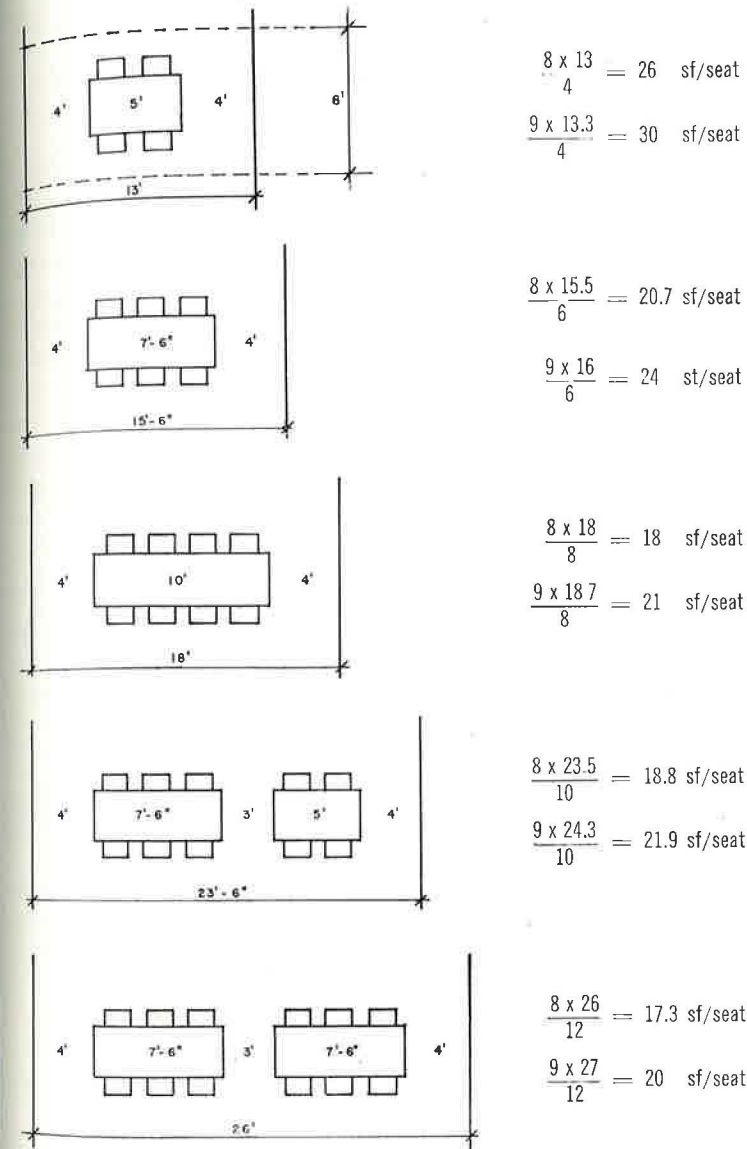 4'
5'
4'
8'
13'
8 x 13
4
= 26 sf/seat
9 x 13.3
4
= 30 sf/seat
4'
7'-6"
4'
15'-6"
8 x 15.5
6
= 20.7 sf/seat
9 x 16
6
= 24 st/seat
4'
10'
4'
18'
8 x 18
8
= 18 sf/seat
9 x 18 7
8
= 21 sf/seat
4'
7'-6"
3'
5'
4'
23'-6"
8 x 23.5
10
= 18.8 sf/seat
9 x 24.3
10
= 21.9 sf/seat
4'
7'-6"
3'
7'-6"
4'
26'
8 x 26
12
= 17.3 sf/seat
9 x 27
12
= 20 sf/seat